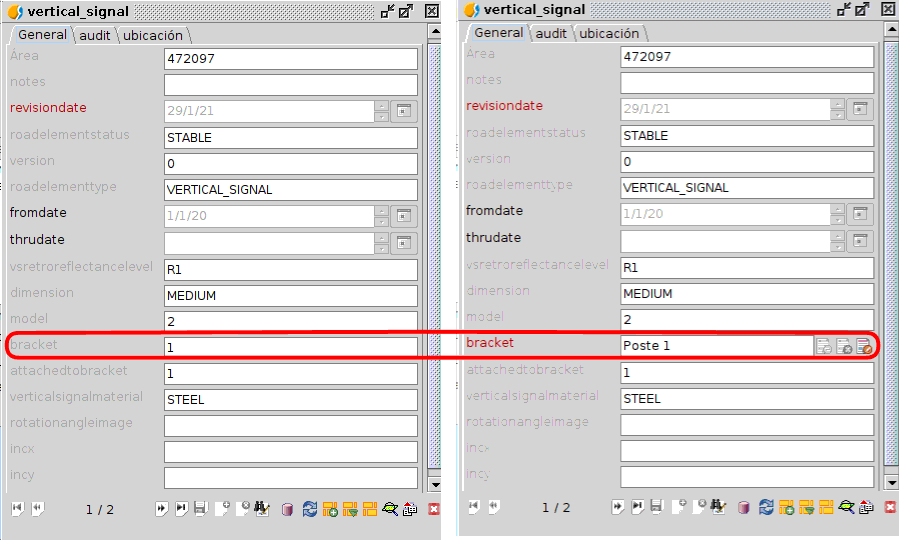 vertical_signal
General audit ubicación
Área 472097
notes
revisiondate 29/1/21
roadelementstatus STABLE
version 0
roadelementtype VERTICAL_SIGNAL
fromdate 1/1/20
thrudate
vsretroreflectancelevel R1
dimension MEDIUM
model 2
bracket 1
attachedtobracket 1
verticalsignalmaterial STEEL
rotationangleimage
incx
incy
1 / 2
vertical_signal
General audit ubicación
Área 472097
notes
revisiondate 29/1/21
roadelementstatus STABLE
version 0
roadelementtype VERTICAL_SIGNAL
fromdate 1/1/20
thrudate
vsretroreflectancelevel R1
dimension MEDIUM
model 2
bracket Poste 1
attachedtobracket 1
verticalsignalmaterial STEEL
rotationangleimage
incx
incy
1 / 2